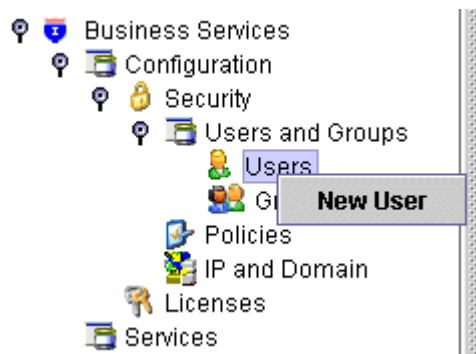 Business Services
Configuration
Security
Users and Groups
Users
New User
Policies
IP and Domain
Licenses
Services